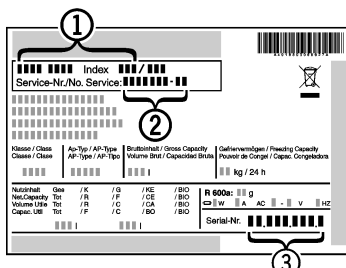 1
Index /
Service-Nr./No. Service: -
2
Klasse / Class
Classe / Clase
Ap-Typ / AP-Type
AP-Type / AP-Tipo
Bruttoinhalt / Gross Capacity
Volume Brut / Capacidad Bruta
Gefriervermögen / Freezing Capacity
Pouvoir de Congel / Capac. Congeladora
l
kg / 24 h
Nutzinhalt Ges / K / G / KE / BIO
Net.Capacity Tot / R / F / CE / BIO
Volume Utile Tot / R / C / CA / BIO
Capac. Util Tot / F / C / BO / BIO
l l
R 600a: g
W A AC - V HZ
Serial-Nr.
3